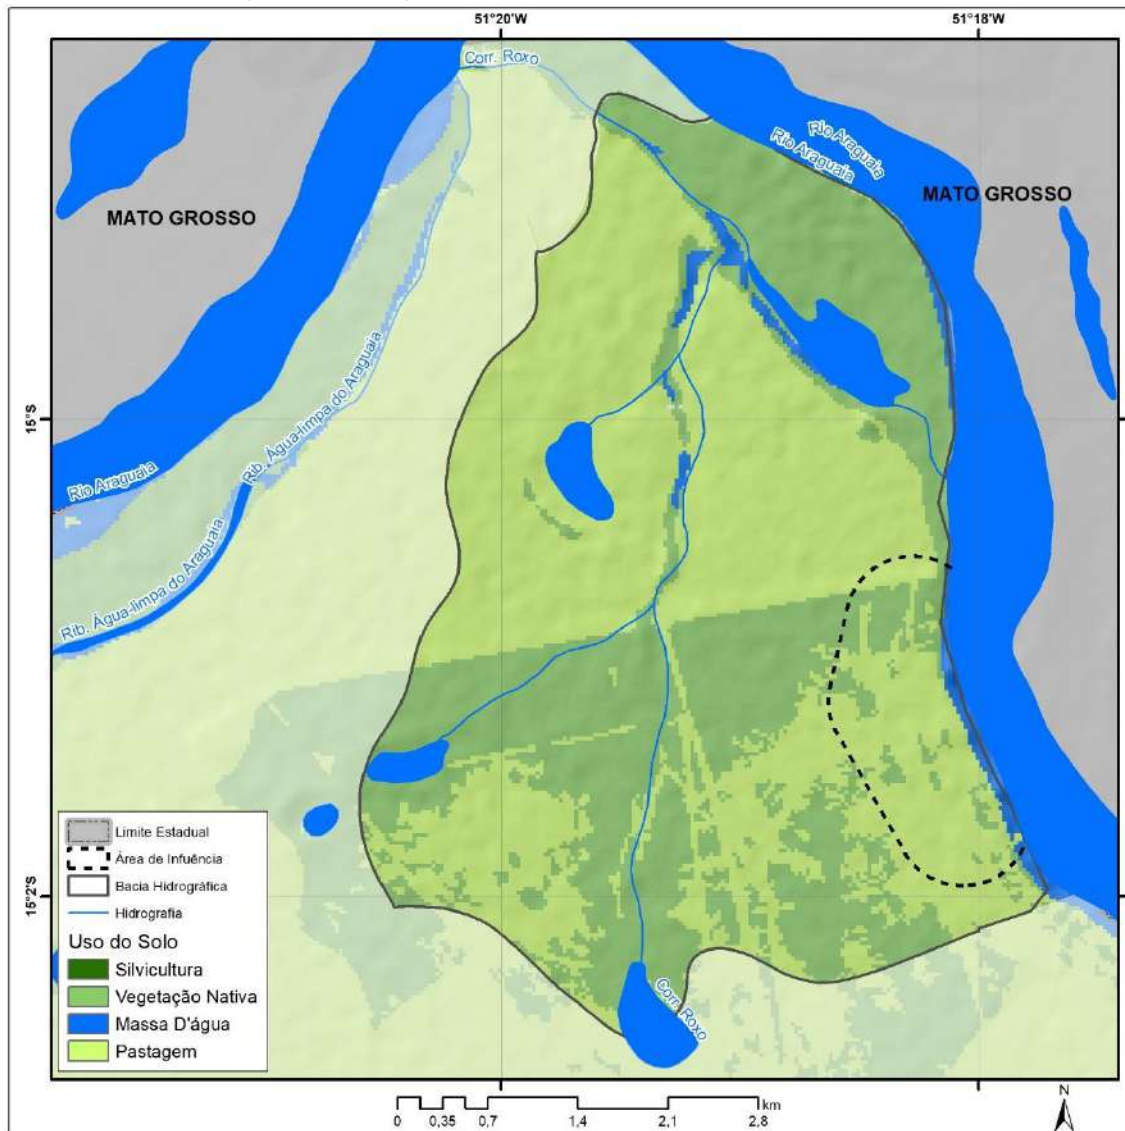 51°20'W
51°18'W
Corr. Roxo
Rio Araguaia
Rio Araguaia
MATO GROSSO
MATO GROSSO
Rib. Água-limpa do Araguaia
15°S
Rio Araguaia
Rib. Água-limpa do Araguaia
Limite Estadual
Área de Infuência
Bacia Hidrográfica
Hidrografia
Uso do Solo
Silvicultura
Vegetação Nativa
Massa D'água
Pastagem
15°2'S
Corr. Roxo
km
0 0,35 0,7 1,4 2,1 2,8
N